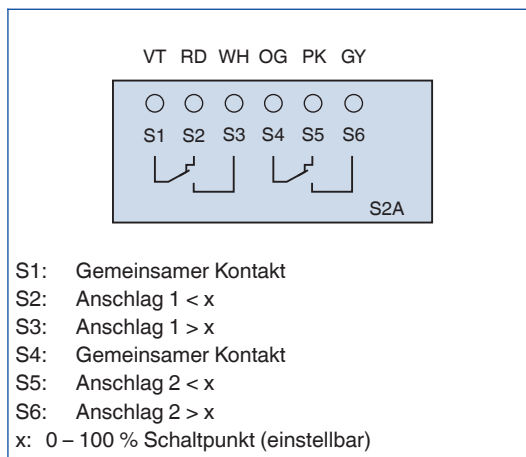 VT RD WH OG PK GY
S1 S2 S3 S4 S5 S6
S2A
S1: Gemeinsamer Kontakt
S2: Anschlag 1 < x
S3: Anschlag 1 > x
S4: Gemeinsamer Kontakt
S5: Anschlag 2 < x
S6: Anschlag 2 > x
x: 0 – 100 % Schaltpunkt (einstellbar)